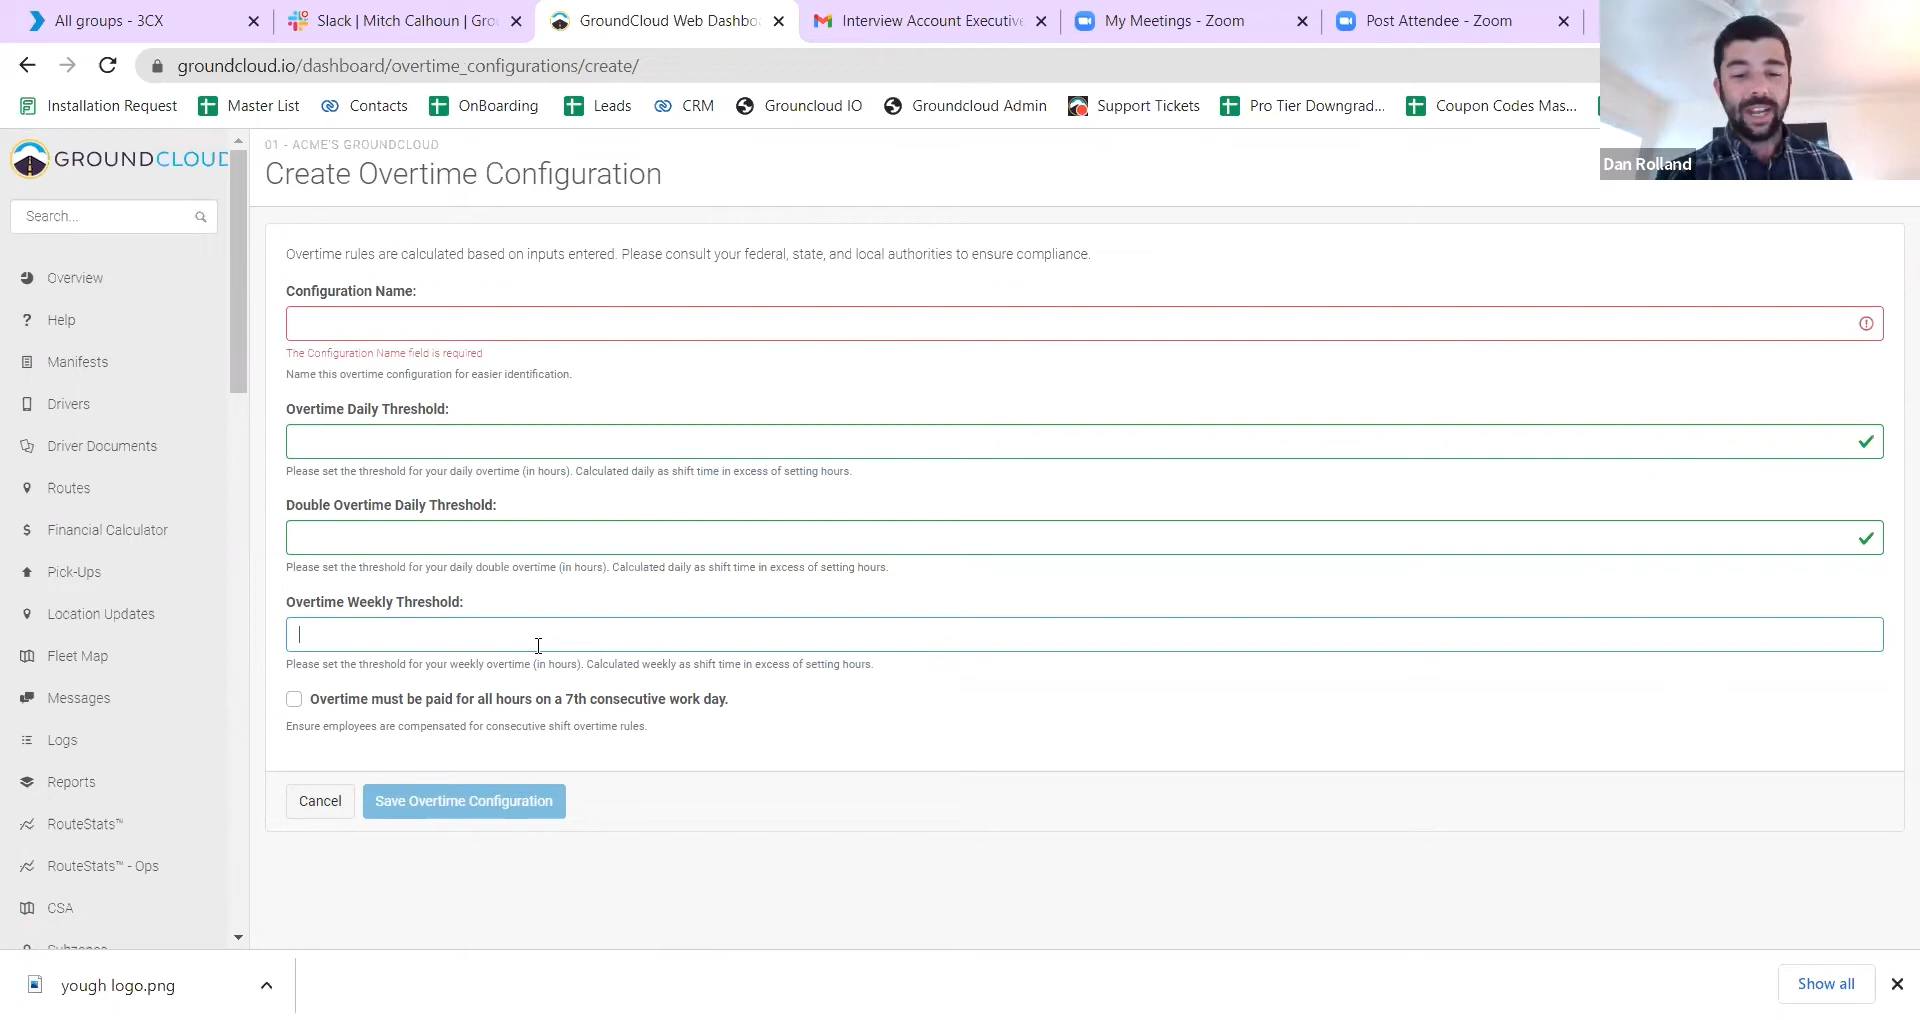 All groups - 3CX
Slack | Mitch Calhoun | Gro
GroundCloud Web Dashbo
Interview Account Executive
My Meetings - Zoom
Post Attendee - Zoom
groundcloud.io/dashboard/overtime_configurations/create/
Installation Request
Master List
Contacts
OnBoarding
Leads
CRM
Groundcloud IO
Groundcloud Admin
Support Tickets
Pro Tier Downgrad...
Coupon Codes Mas...
Dan Rolland
GROUNDCLOUD
Search...
Overview
Help
Manifests
Drivers
Driver Documents
Routes
Financial Calculator
Pick-Ups
Location Updates
Fleet Map
Messages
Logs
Reports
RouteStats™
RouteStats™ - Ops
CSA
01 - ACME'S GROUNDCLOUD
Create Overtime Configuration
Overtime rules are calculated based on inputs entered. Please consult your federal, state, and local authorities to ensure compliance.
Configuration Name:
The Configuration Name field is required
Name this overtime configuration for easier identification.
Overtime Daily Threshold:
Please set the threshold for your daily overtime (in hours). Calculated daily as shift time in excess of setting hours.
Double Overtime Daily Threshold:
Please set the threshold for your daily double overtime (in hours). Calculated daily as shift time in excess of setting hours.
Overtime Weekly Threshold:
Please set the threshold for your weekly overtime (in hours). Calculated weekly as shift time in excess of setting hours.
Overtime must be paid for all hours on a 7th consecutive work day.
Ensure employees are compensated for consecutive shift overtime rules.
Cancel
Save Overtime Configuration
yough logo.png
Show all